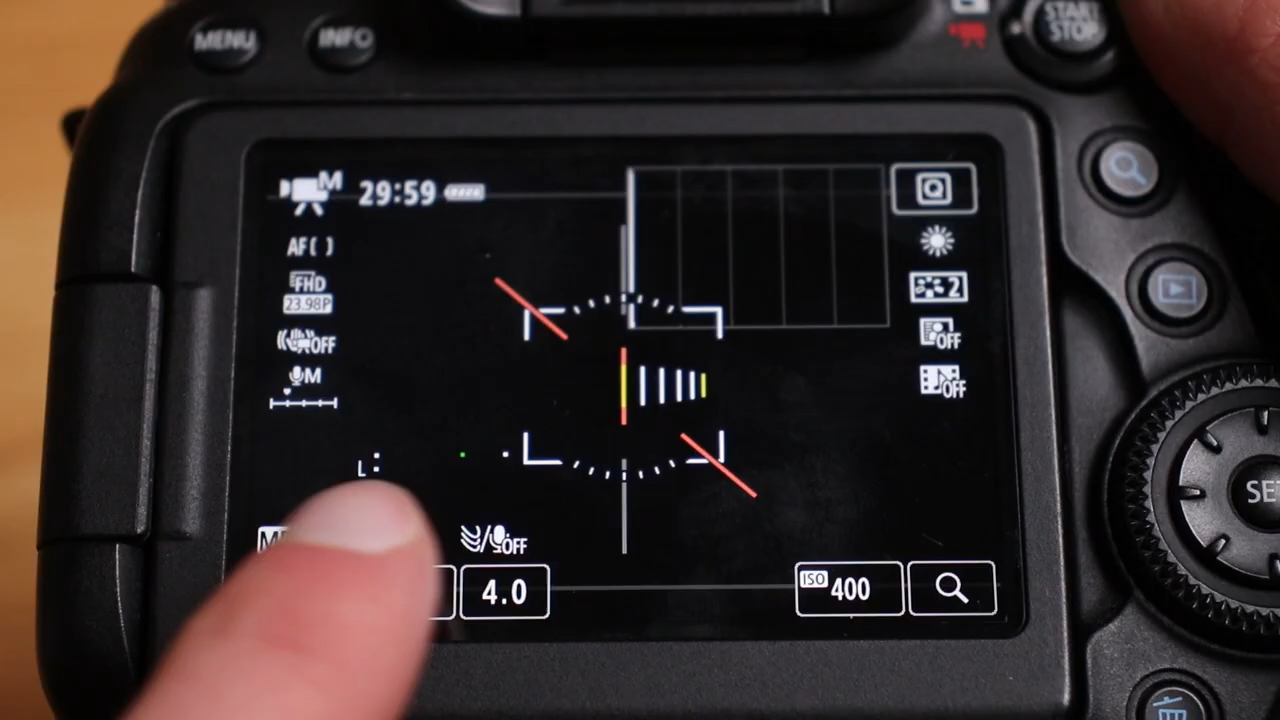 MENU INFO START
STOP
M 29:59 Q
AF( )
FHD
23.98P
2
OFF OFF
M OFF
L
OFF
4.0 ISO 400
SET